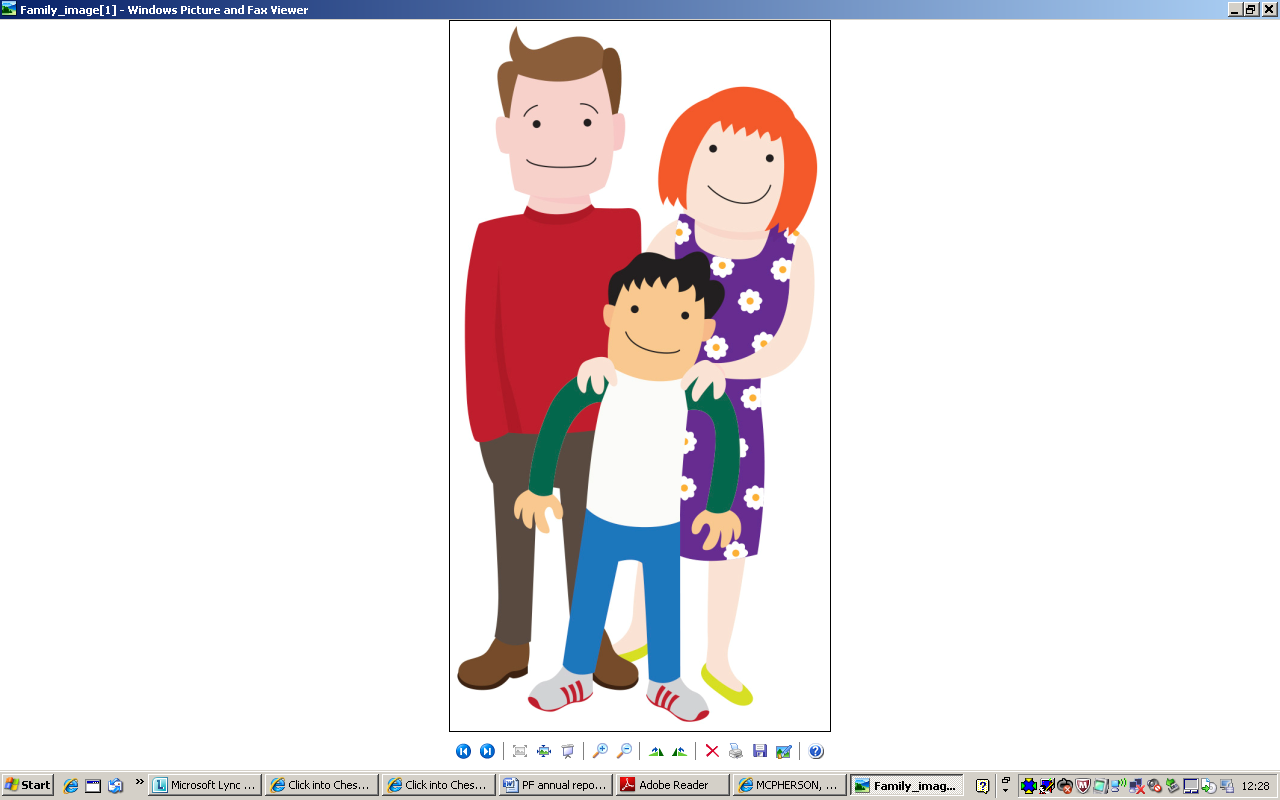 Family_image[1] - Windows Picture and Fax Viewer
Start
Microsoft Lync ...
Click into Ches...
Click into Ches...
PF annual repo...
Adobe Reader
MCPHERSON, ...
Family_imag...
12:28